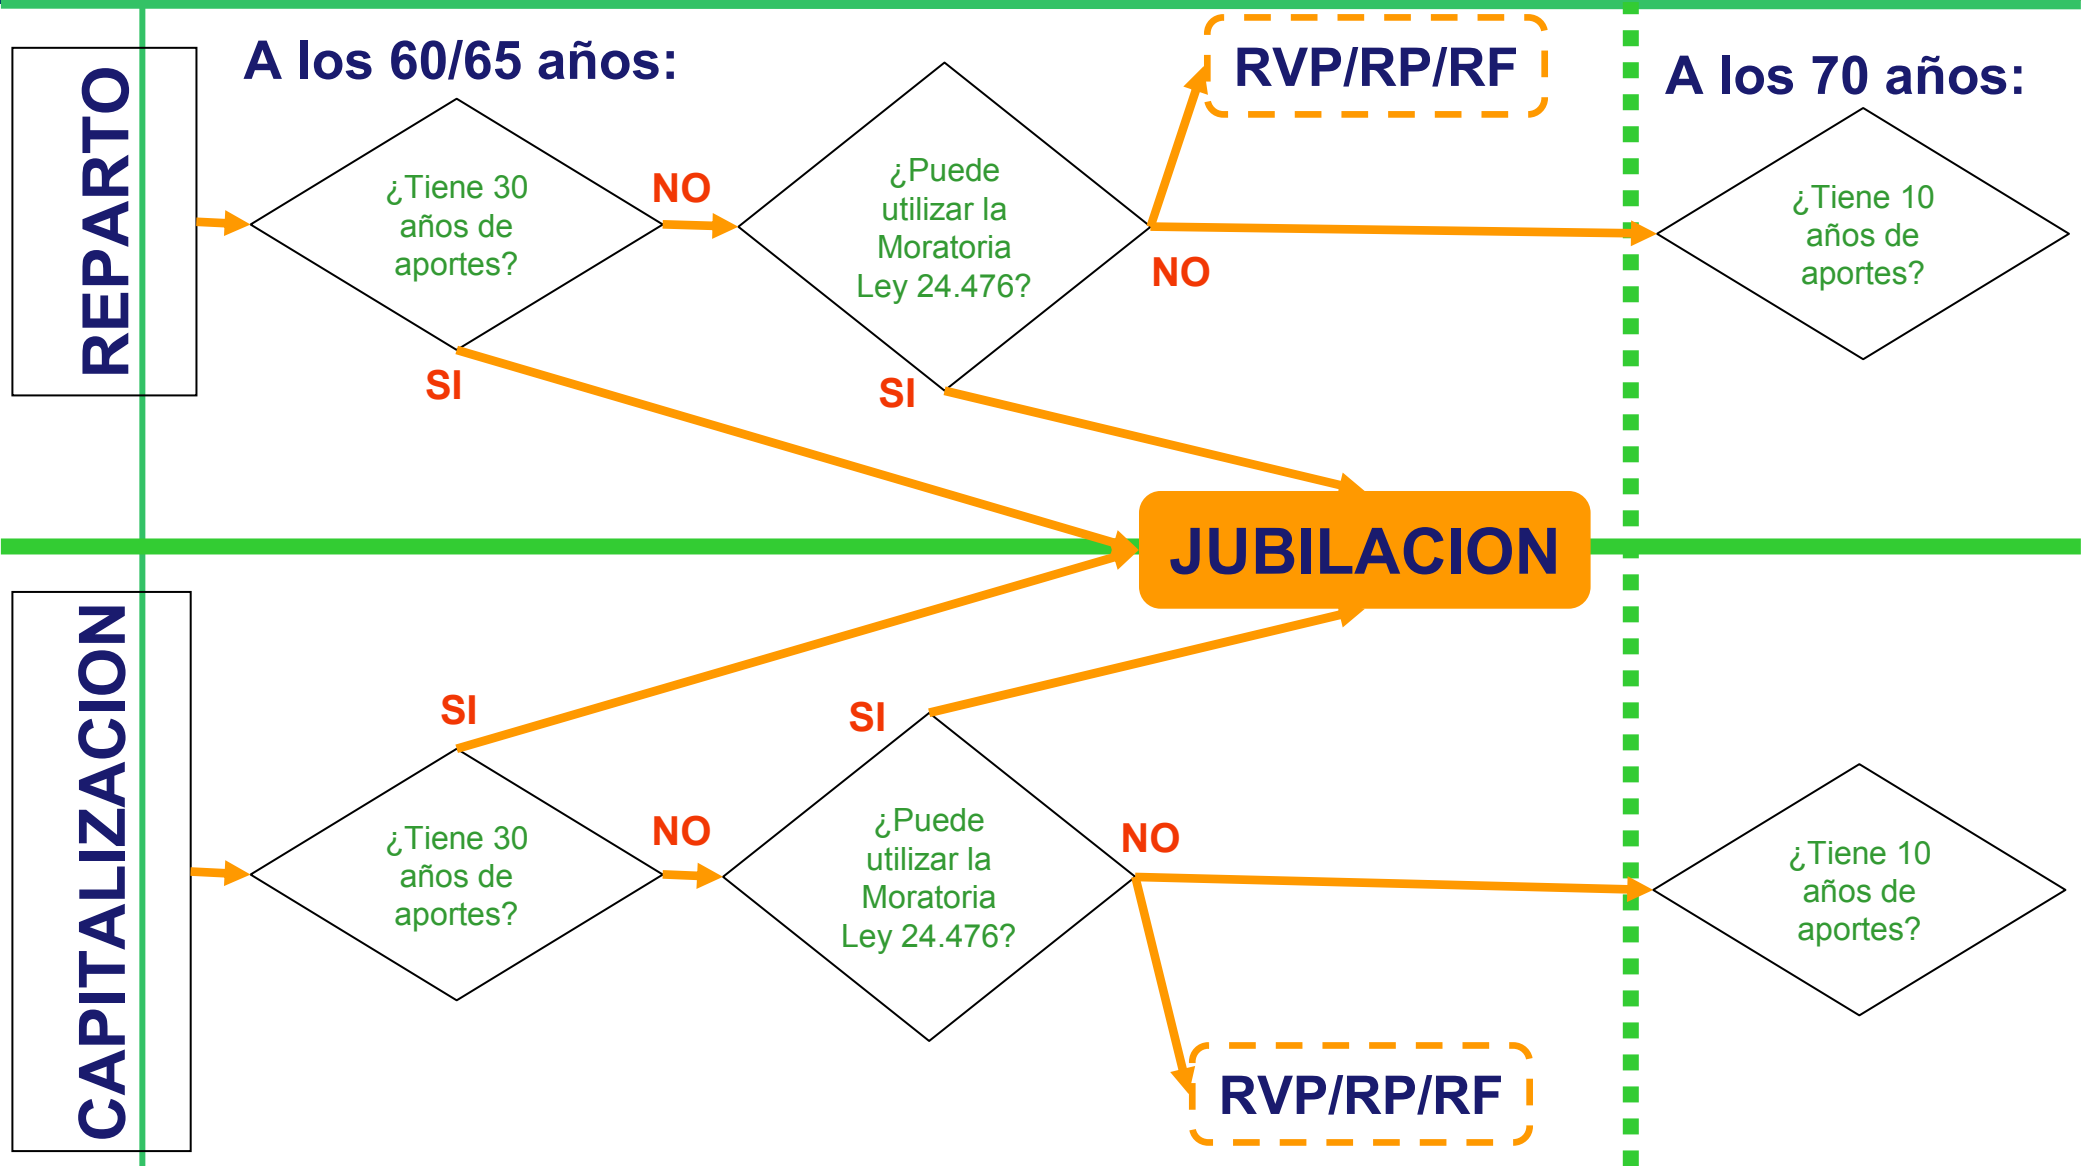 A los 60/65 años:
RVP/RP/RF
A los 70 años:
REPARTO
¿Tiene 30
años de
aportes?
NO
¿Puede
utilizar la
Moratoria
Ley 24.476?
NO
¿Tiene 10
años de
aportes?
SI
SI
JUBILACION
CAPITALIZACION
SI
SI
¿Tiene 30
años de
aportes?
NO
¿Puede
utilizar la
Moratoria
Ley 24.476?
NO
¿Tiene 10
años de
aportes?
RVP/RP/RF